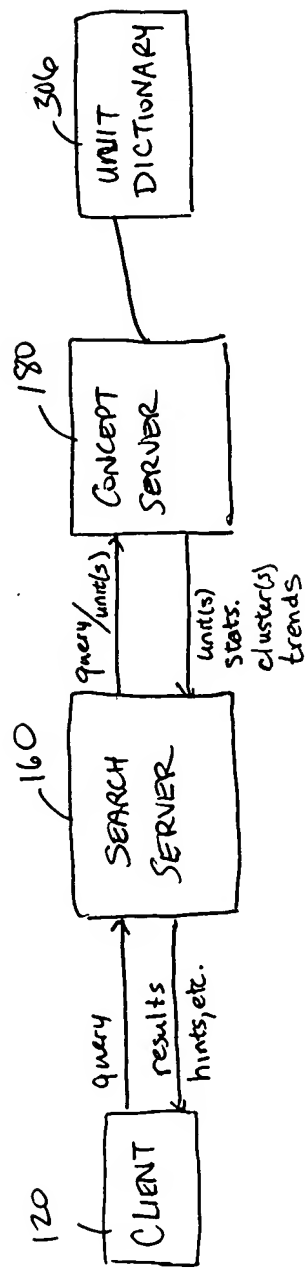 120
CLIENT
query
results
hints, etc.
160
SEARCH
SERVER
query
/unit(s)
unit(s)
stats.
cluster(s)
trends
180
CONCEPT
SERVER
306
UNIT
DICTIONARY